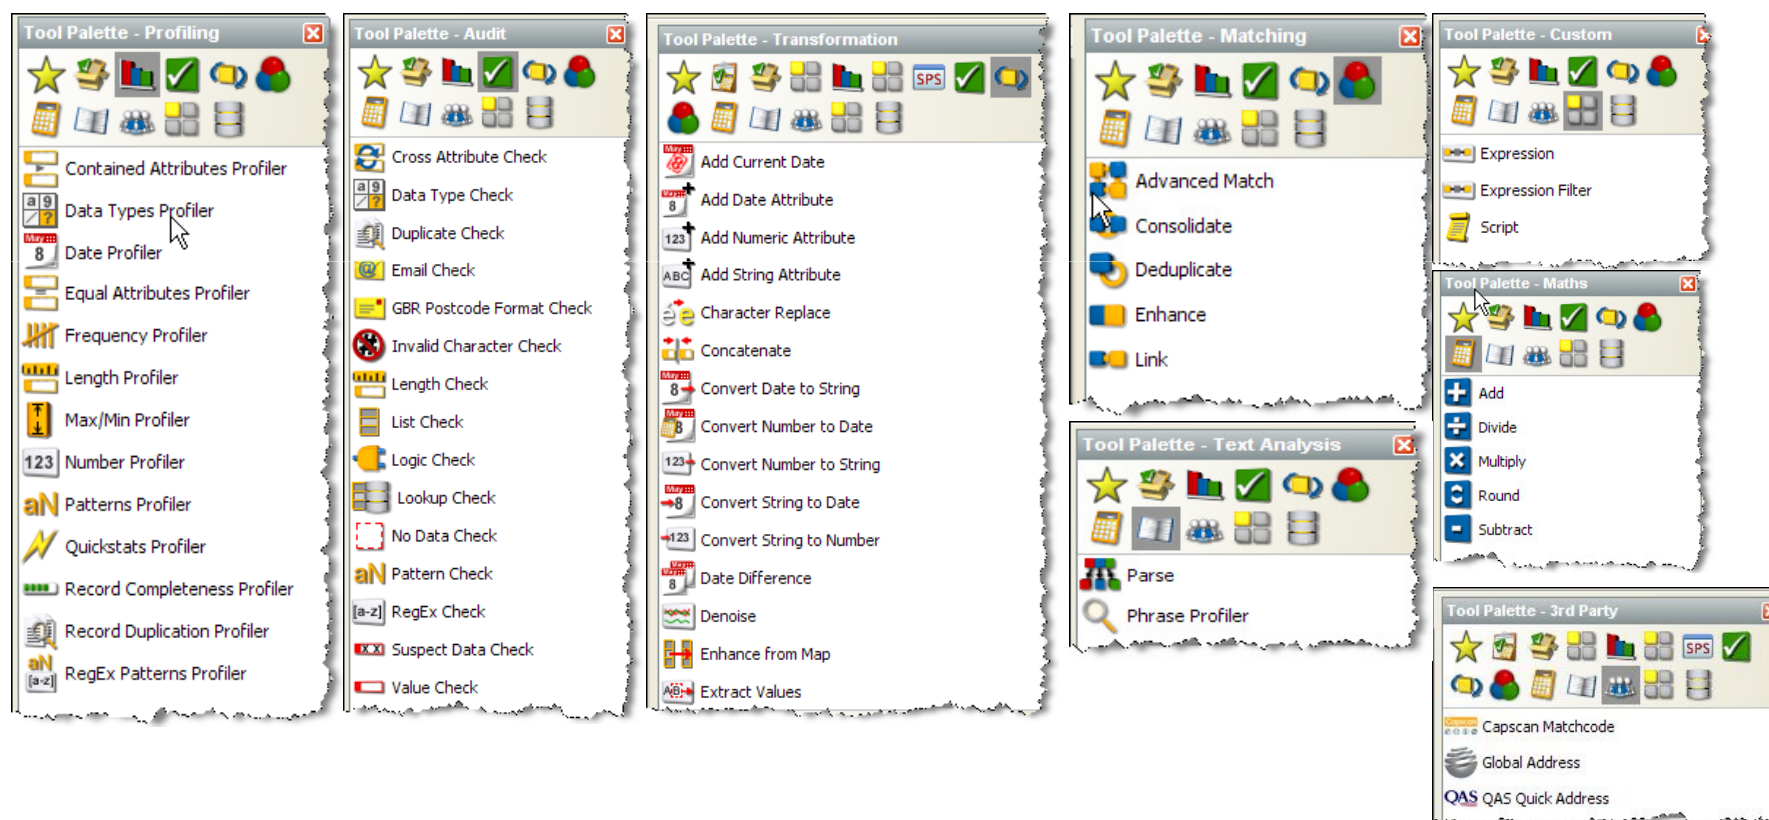 Tool Palette - Profiling
Contained Attributes Profiler
Data Types Profiler
Date Profiler
Equal Attributes Profiler
Frequency Profiler
Length Profiler
Max/Min Profiler
Number Profiler
Patterns Profiler
Quickstats Profiler
Record Completeness Profiler
Record Duplication Profiler
RegEx Patterns Profiler
Tool Palette - Audit
Cross Attribute Check
Data Type Check
Duplicate Check
Email Check
GBR Postcode Format Check
Invalid Character Check
Length Check
List Check
Logic Check
Lookup Check
No Data Check
Pattern Check
RegEx Check
Suspect Data Check
Value Check
Tool Palette - Transformation
SPS
Add Current Date
Add Date Attribute
Add Numeric Attribute
Add String Attribute
Character Replace
Concatenate
Convert Date to String
Convert Number to Date
Convert Number to String
Convert String to Date
Convert String to Number
Date Difference
Denoise
Enhance from Map
Extract Values
Tool Palette - Matching
Advanced Match
Consolidate
Deduplicate
Enhance
Link
Tool Palette - Text Analysis
Parse
Phrase Profiler
Tool Palette - Custom
Expression
Expression Filter
Script
Tool Palette - Maths
Add
Divide
Multiply
Round
Subtract
Tool Palette - 3rd Party
SPS
Capscan Matchcode
Global Address
QAS QAS Quick Address